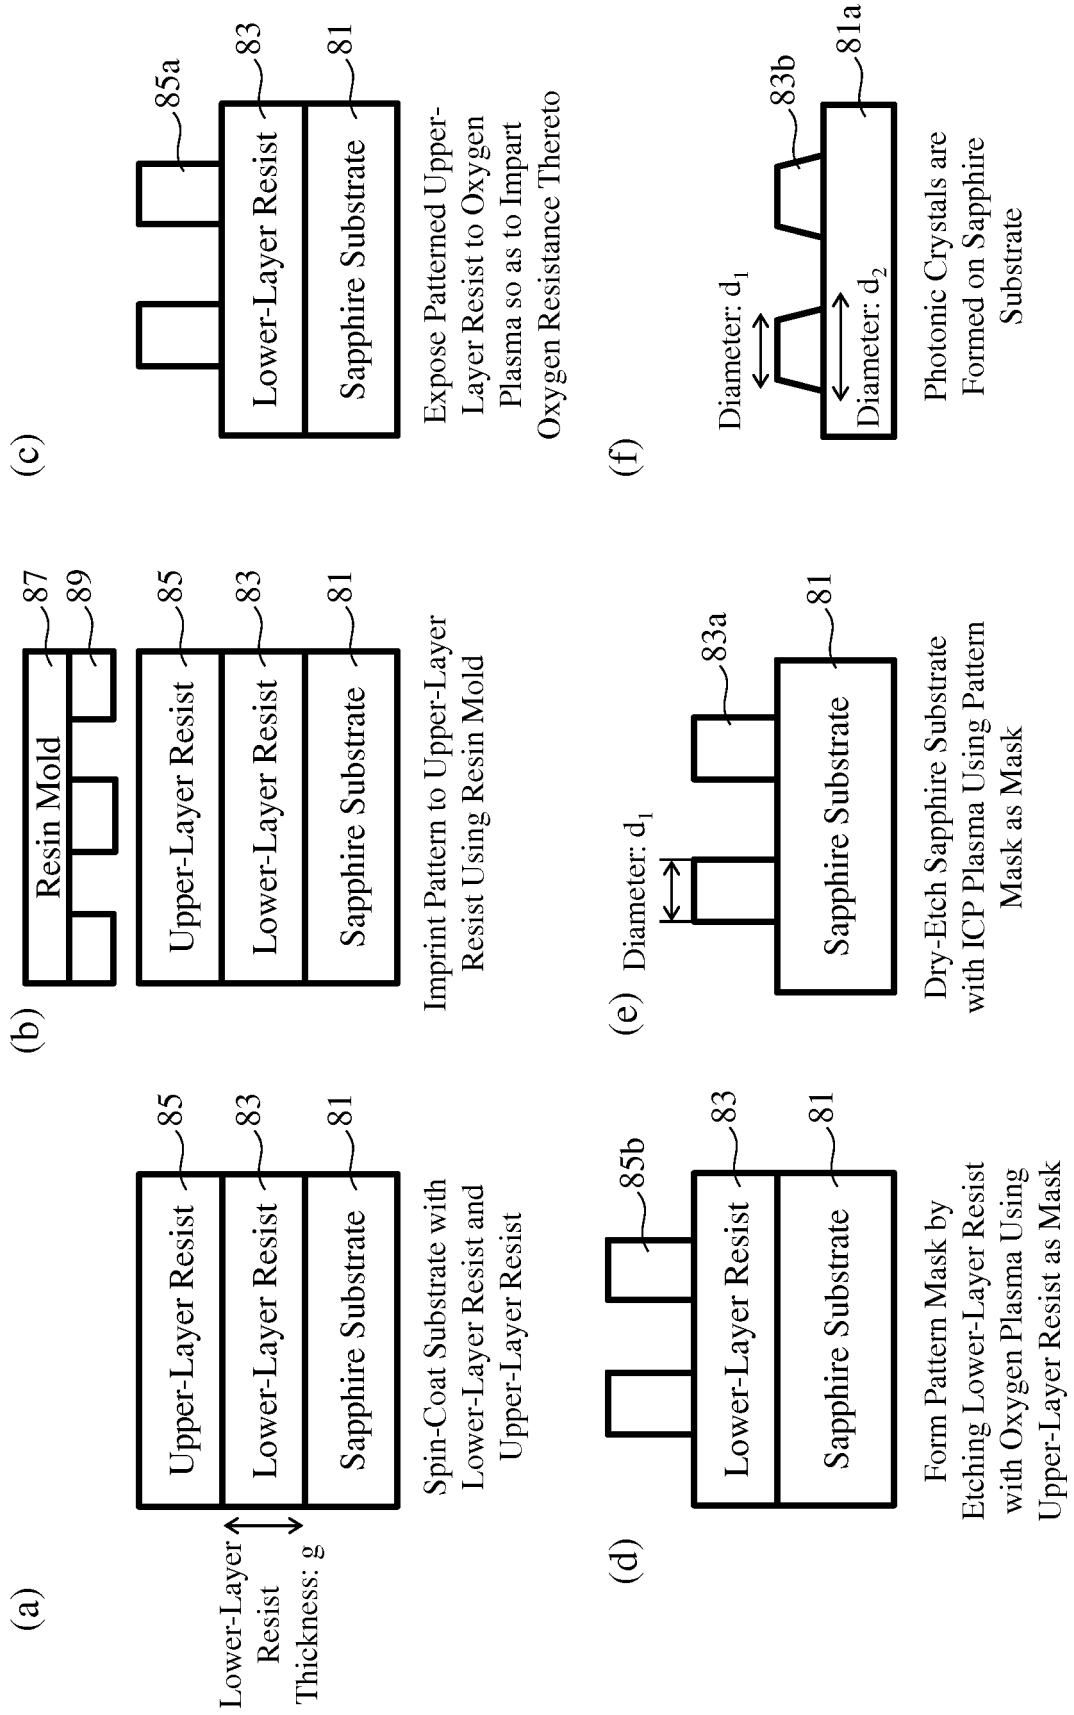 (a)
Lower-Layer
Resist
Thickness: g
Upper-Layer Resist
85
Lower-Layer Resist
83
Sapphire Substrate
81
Spin-Coat Substrate with
Lower-Layer Resist and
Upper-Layer Resist
(b)
Resin Mold
87
89
Upper-Layer Resist
85
Lower-Layer Resist
83
Sapphire Substrate
81
Imprint Pattern to Upper-Layer
Resist Using Resin Mold
(c)
85a
Lower-Layer Resist
83
Sapphire Substrate
81
Expose Patterned Upper-
Layer Resist to Oxygen
Plasma so as to Impart
Oxygen Resistance Thereto
(d)
85b
Lower-Layer Resist
83
Sapphire Substrate
81
Form Pattern Mask by
Etching Lower-Layer Resist
with Oxygen Plasma Using
Upper-Layer Resist as Mask
(e)
Diameter: d1
83a
Sapphire Substrate
81
Dry-Etch Sapphire Substrate
with ICP Plasma Using Pattern
Mask as Mask
(f)
Diameter: d1
83b
Diameter: d2
81a
Photonic Crystals are
Formed on Sapphire
Substrate